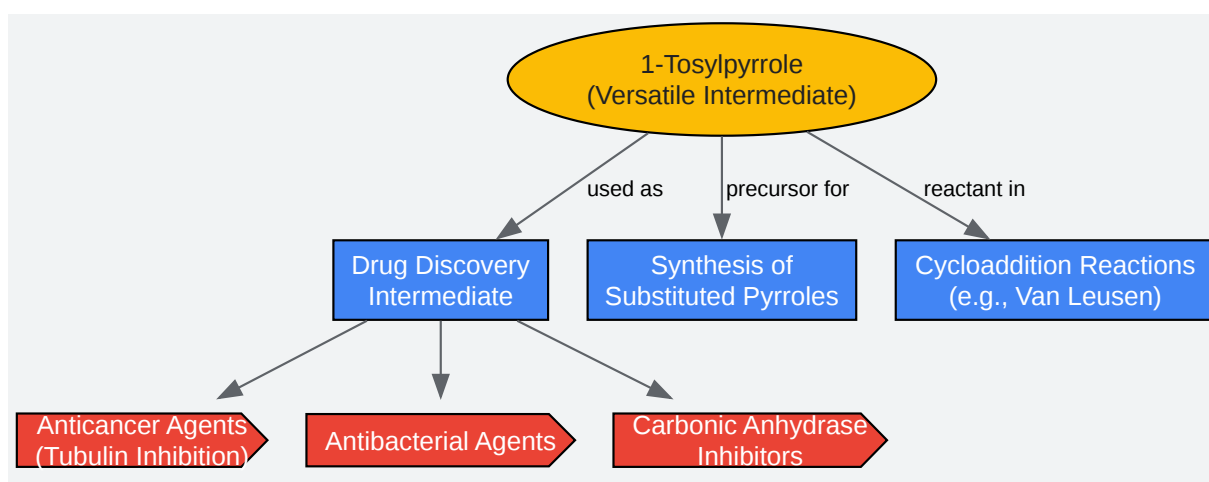 1-Tosylpyrrole
(Versatile Intermediate)
used as
precursor for
reactant in
Drug Discovery
Intermediate
Synthesis of
Substituted Pyrroles
Cycloaddition Reactions
(e.g., Van Leusen)
Anticancer Agents
(Tubulin Inhibition)
Antibacterial Agents
Carbonic Anhydrase
Inhibitors